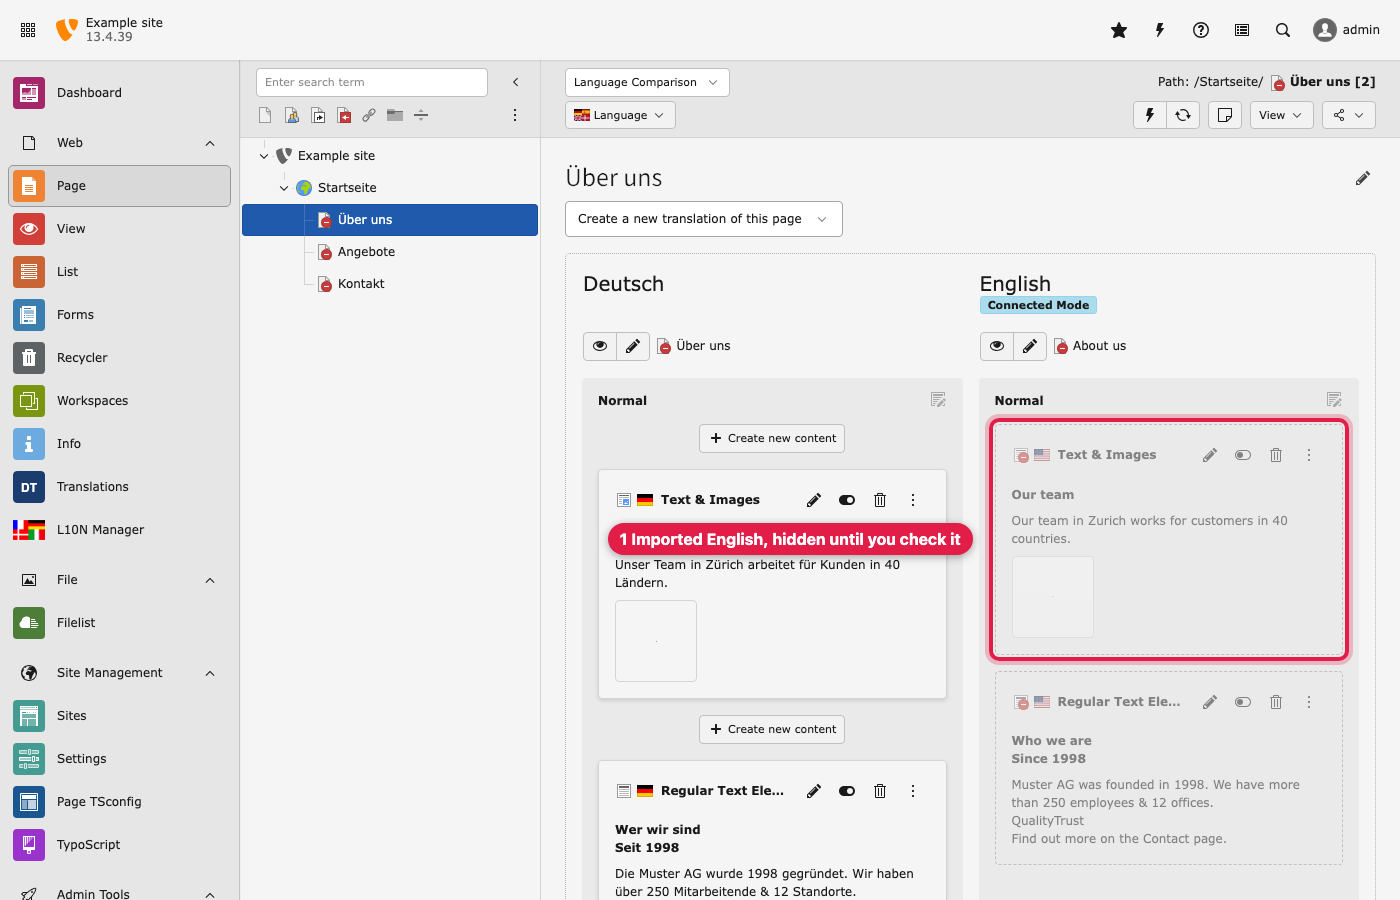 Example site
13.4.39
admin
Dashboard
Web
Page
View
List
Forms
Recycler
Workspaces
Info
DT
Translations
L10N Manager
File
Filelist
Site Management
Sites
Settings
Page TSconfig
TypoScript
Admin Tools
Enter search term
Example site
Startseite
Über uns
Angebote
Kontakt
Language Comparison
Path: /Startseite/ Über uns [2]
Language
View
Über uns
Create a new translation of this page
Deutsch
Über uns
Normal
Create new content
Text & Images
1 Imported English, hidden until you check it
Unser Team in Zürich arbeitet für Kunden in 40
Ländern.
Create new content
Regular Text Ele...
Wer wir sind
Seit 1998
Die Muster AG wurde 1998 gegründet. Wir haben
über 250 Mitarbeitende & 12 Standorte.
English
Connected Mode
About us
Normal
Text & Images
Our team
Our team in Zurich works for customers in 40
countries.
Regular Text Ele...
Who we are
Since 1998
Muster AG was founded in 1998. We have more
than 250 employees & 12 offices.
QualityTrust
Find out more on the Contact page.